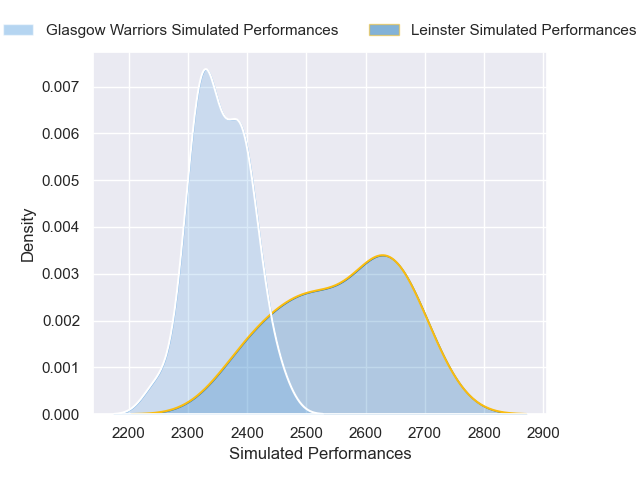 Glasgow Warriors Simulated Performances
Leinster Simulated Performances
0.007
0.006
0.005
0.004
0.003
0.002
0.001
0.000
Density
2200 2300 2400 2500 2600 2700 2800 2900
Simulated Performances